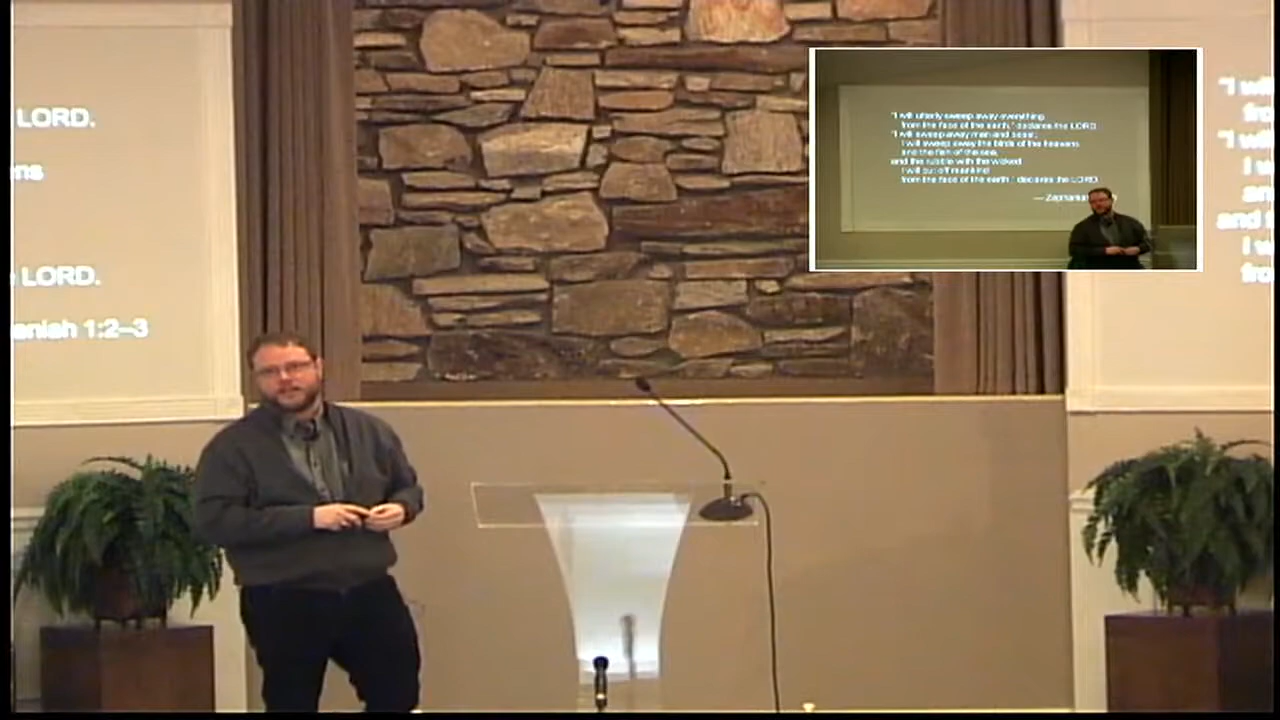 LORD.
ns
LORD.
aniah 1:2–3
"I will utterly sweep away everything
from the face of the earth," declares the LORD.
"I will sweep away man and beast;
I will sweep away the birds of the heavens
and the fish of the sea,
and the rubble with the wicked.
I will cut off mankind
from the face of the earth," declares the LORD.
—Zephaniah
"I will
fro
"I will
I w
an
and
I w
fro